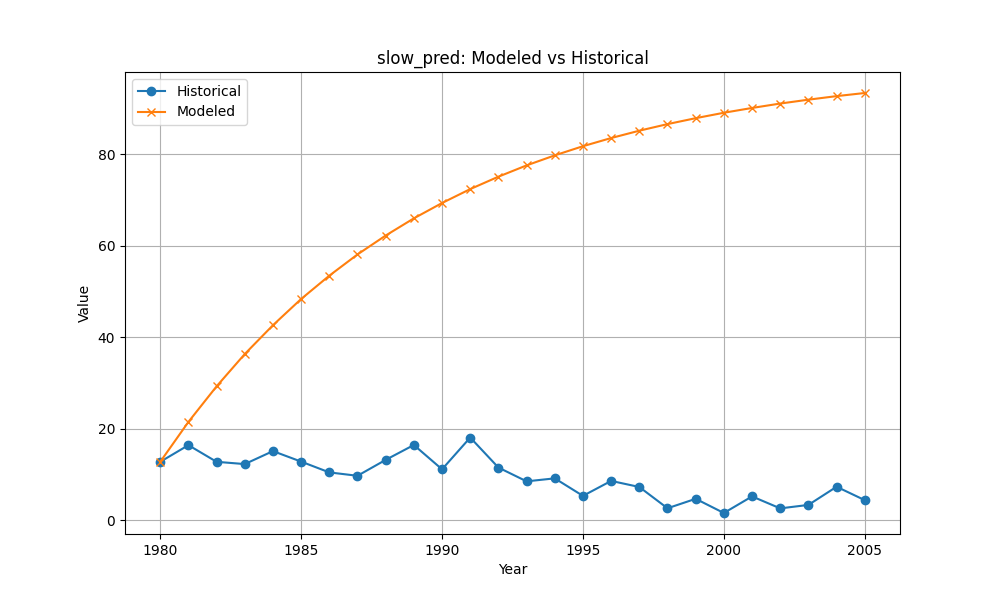 slow_pred: Modeled vs Historical
Historical
Modeled
Value
80
60
40
20
0
1980
1985
1990
1995
2000
2005
Year